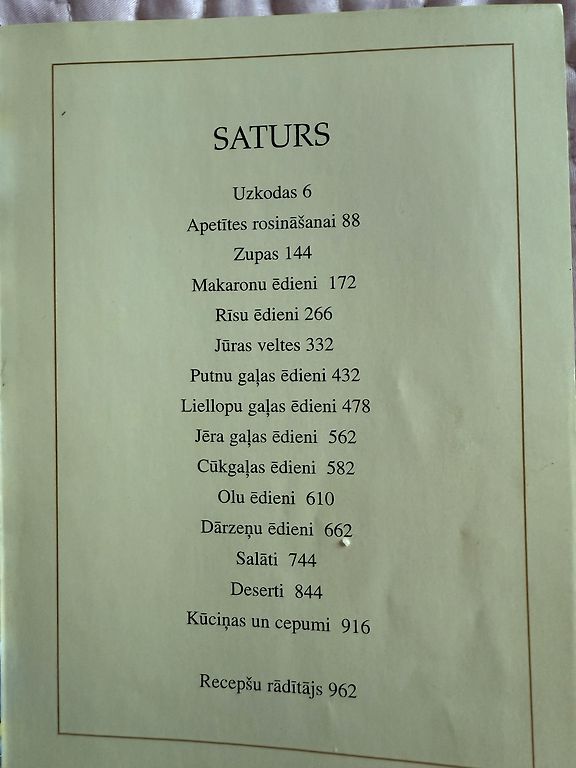 SATURS
Uzkodas 6
Apetītes rosināšanai 88
Zupas 144
Makaronu ēdieni 172
Rīsu ēdieni 266
Jūras veltes 332
Putnu gaļas ēdieni 432
Liellopu gaļas ēdieni 478
Jēra gaļas ēdieni 562
Cūkgaļas ēdieni 582
Olu ēdieni 610
Dārzeņu ēdieni 662
Salāti 744
Deserti 844
Kūciņas un cepumi 916
Recepšu rādītājs 962